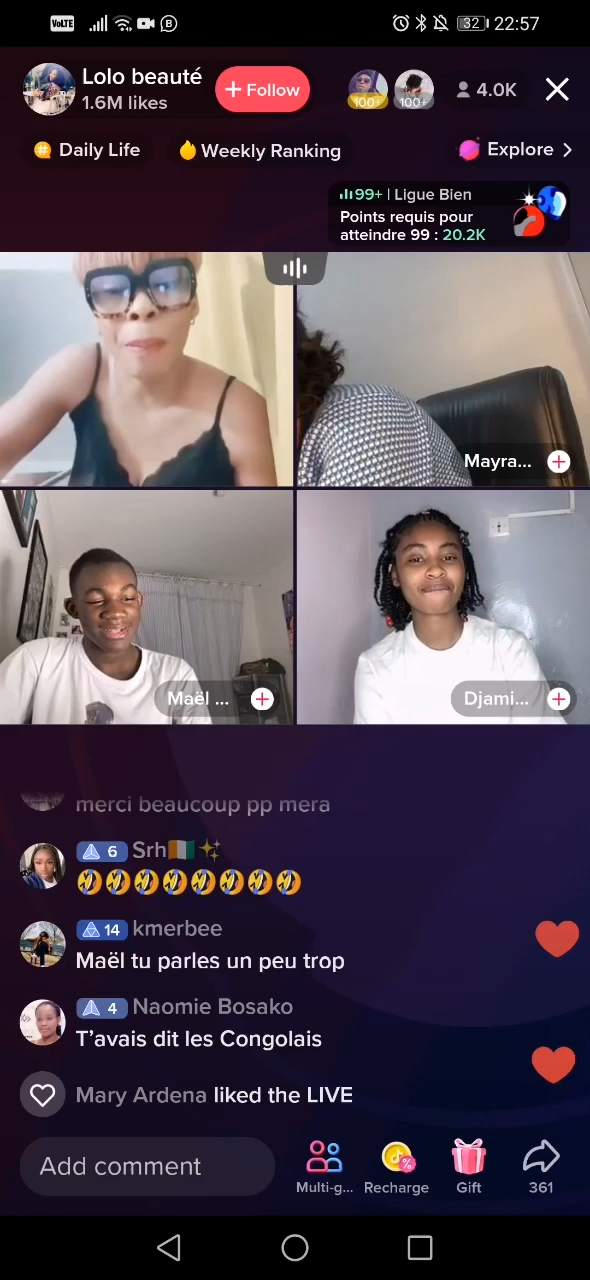 VoLTE
B
32
22:57
Lolo beauté
1.6M likes
+ Follow
100+
100+
4.0K
Daily Life
Weekly Ranking
Explore
99+ | Ligue Bien
Points requis pour
atteindre 99 : 20.2K
Mayra...
Maël ...
Djami...
merci beaucoup pp mera
6 Srh🇨🇮✨
🤣🤣🤣🤣🤣🤣🤣🤣
14 kmerbee
Maël tu parles un peu trop
4 Naomie Bosako
T'avais dit les Congolais
Mary Ardena liked the LIVE
Add comment
Multi-g...
Recharge
Gift
361